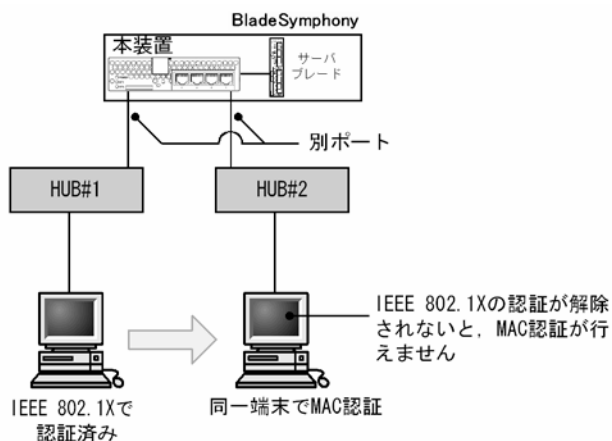 BladeSymphony
本装置
サーバ
ブレード
別ポート
HUB#1
HUB#2
IEEE 802.1Xの認証が解除
されないと，MAC認証が行
えません
IEEE 802.1Xで
認証済み
同一端末でMAC認証